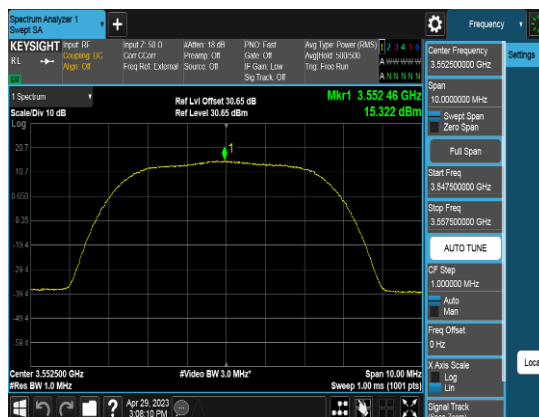 Spectrum Analyzer 1
Swept SA
+
Frequency
Settings
KEYSIGHT
RL
Input: RF
Coupling: DC
Align: Off
Input Z: 50 Ω
Corr CCorr
Freq Ref: External
#Atten: 18 dB
Preamp: Off
Source: Off
PNO: Fast
Gate: Off
IF Gain: Low
Sig Track: Off
Avg Type: Power (RMS)
Avg|Hold: 500/500
Trig: Free Run
1 2 3 4 5 6
A W W W W W
A N N N N N
1 Spectrum
Scale/Div 10 dB
Ref Lvl Offset 30.65 dB
Ref Level 30.65 dBm
Mkr1 3.552 46 GHz
15.322 dBm
Log
1
20.7
10.7
0.650
-9.35
-19.4
-29.4
-39.4
-49.4
-59.4
Center 3.552500 GHz
#Res BW 1.0 MHz
#Video BW 3.0 MHz*
Span 10.00 MHz
Sweep 1.00 ms (1001 pts)
Center Frequency
3.552500000 GHz
Span
10.0000000 MHz
Swept Span
Zero Span
Full Span
Start Freq
3.547500000 GHz
Stop Freq
3.557500000 GHz
AUTO TUNE
CF Step
1.000000 MHz
Auto
Man
Freq Offset
0 Hz
X Axis Scale
Log
Lin
Signal Track
(Span Zoom)
Loca
?
Apr 29, 2023
3:08:10 PM